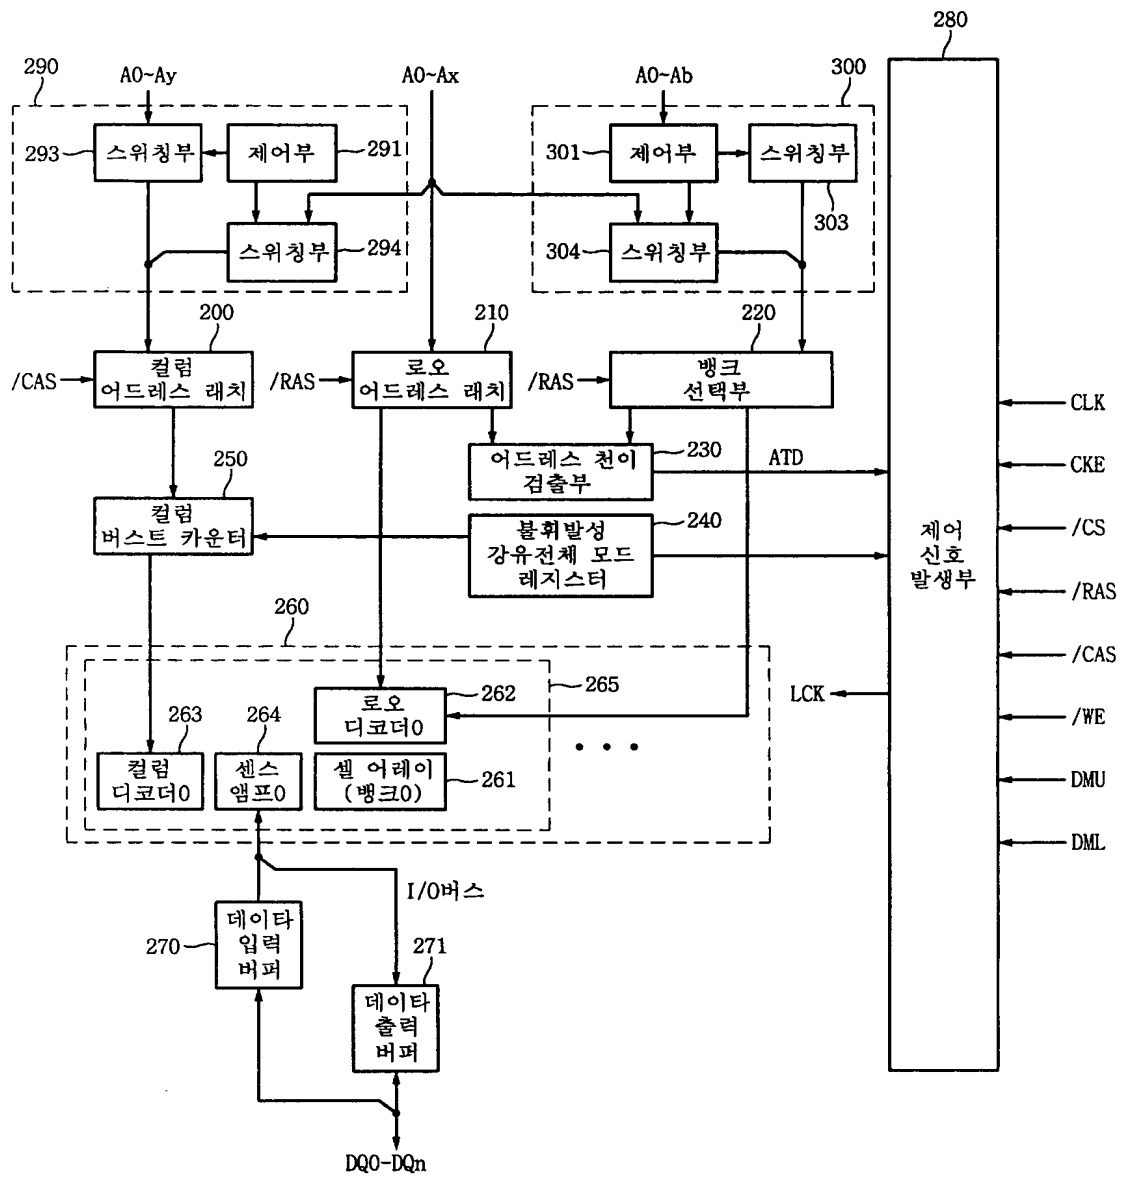 280
290
A0~Ay
A0~Ax
A0~Ab
300
293
스위칭부
제어부
291
301
제어부
스위칭부
303
스위칭부
294
304
스위칭부
200
210
220
/CAS
컬럼
어드레스 래치
/RAS
로오
어드레스 래치
/RAS
뱅크
선택부
CLK
230
어드레스 천이
검출부
ATD
CKE
250
컬럼
버스트 카운터
240
불휘발성
강유전체 모드
레지스터
/CS
제어
신호
발생부
/RAS
260
/CAS
265
262
로오
디코더0
LCK
/WE
263
264
컬럼
디코더0
센스
앰프0
셀 어레이
(뱅크0)
261
DMU
DML
I/O버스
270
데이타
입력
버퍼
271
데이타
출력
버퍼
DQ0-DQn